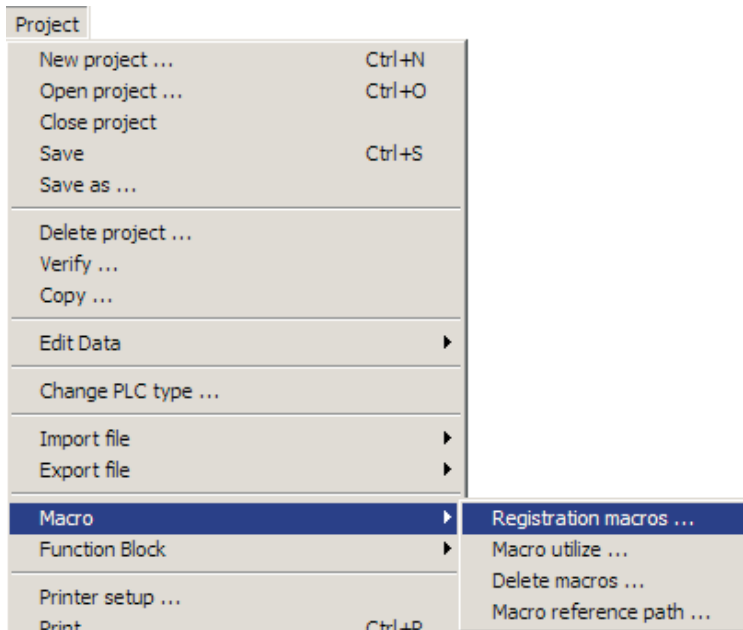 Project
New project ... Ctrl+N
Open project ... Ctrl+O
Close project
Save Ctrl+S
Save as ...
Delete project ...
Verify ...
Copy ...
Edit Data
Change PLC type ...
Import file
Export file
Macro Registration macros ...
Function Block Macro utilize ...
Delete macros ...
Printer setup ...
Macro reference path ...
Print Ctrl+P